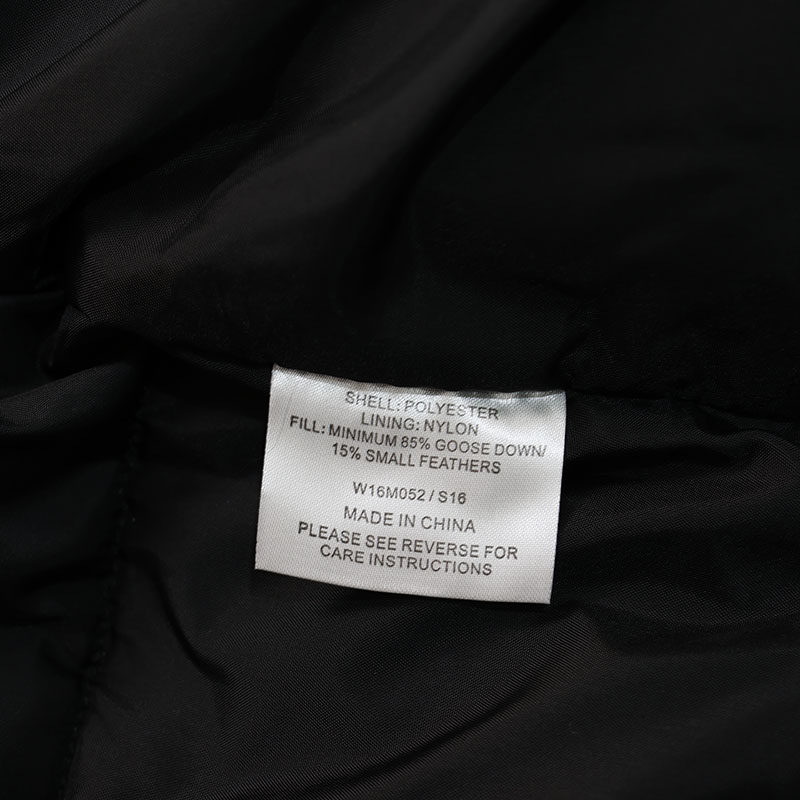 SHELL: POLYESTER
LINING: NYLON
FILL: MINIMUM 85% GOOSE DOWN/
15% SMALL FEATHERS
W16M052 / S16
MADE IN CHINA
PLEASE SEE REVERSE FOR
CARE INSTRUCTIONS